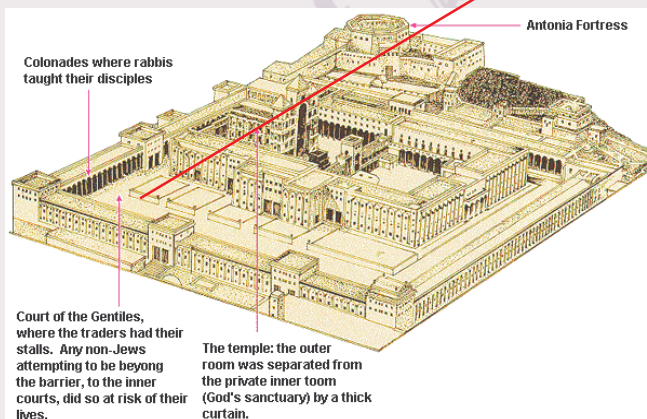 Antonia Fortress
Colonades where rabbis
taught their disciples
Court of the Gentiles,
where the traders had their
stalls. Any non-Jews
attempting to be beyong
the barrier, to the inner
courts, did so at risk of their
lives.
The temple: the outer
room was separated from
the private inner toom
(God's sanctuary) by a thick
curtain.